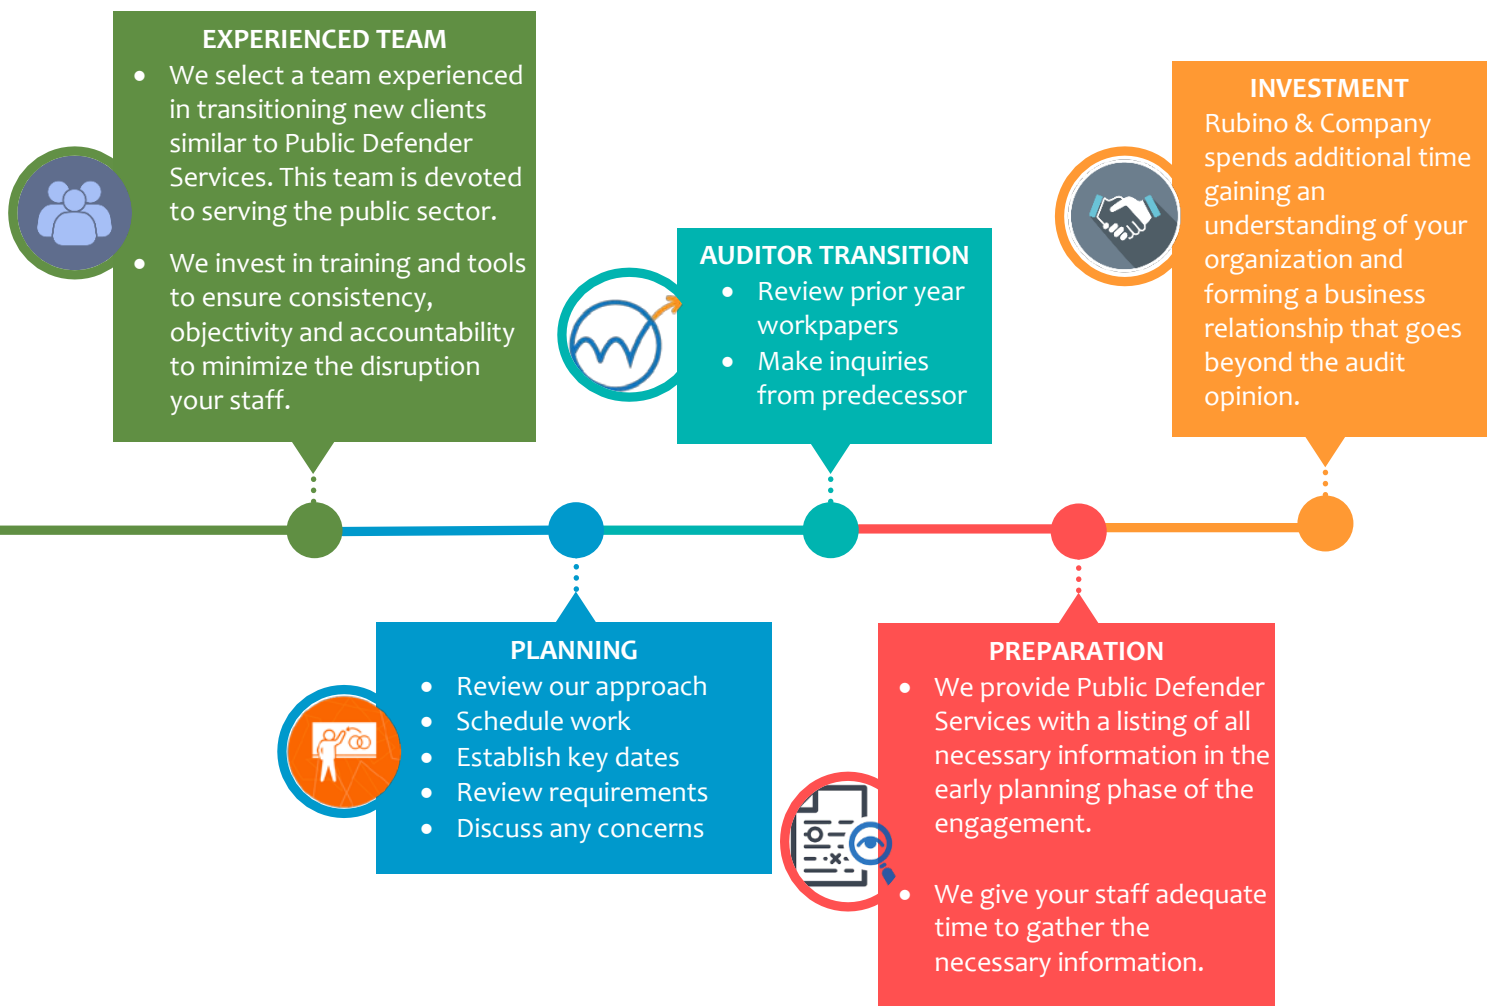 EXPERIENCED TEAM
• We select a team experienced
in transitioning new clients
similar to Public Defender
Services. This team is devoted
to serving the public sector.
• We invest in training and tools
to ensure consistency,
objectivity and accountability
to minimize the disruption
your staff.
PLANNING
• Review our approach
• Schedule work
• Establish key dates
• Review requirements
• Discuss any concerns
AUDITOR TRANSITION
• Review prior year
workpapers
• Make inquiries
from predecessor
PREPARATION
• We provide Public Defender
Services with a listing of all
necessary information in the
early planning phase of the
engagement.
• We give your staff adequate
time to gather the
necessary information.
INVESTMENT
Rubino & Company
spends additional time
gaining an
understanding of your
organization and
forming a business
relationship that goes
beyond the audit
opinion.